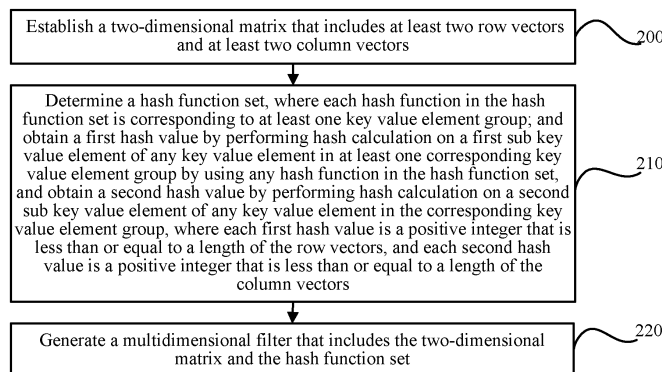 Establish a two-dimensional matrix that includes at least two row vectors
and at least two column vectors
200
Determine a hash function set, where each hash function in the hash
function set is corresponding to at least one key value element group; and
obtain a first hash value by performing hash calculation on a first sub key
value element of any key value element in at least one corresponding key
value element group by using any hash function in the hash function set,
and obtain a second hash value by performing hash calculation on a second
sub key value element of any key value element in the corresponding key
value element group, where each first hash value is a positive integer that is
less than or equal to a length of the row vectors, and each second hash
value is a positive integer that is less than or equal to a length of the
column vectors
210
Generate a multidimensional filter that includes the two-dimensional
matrix and the hash function set
220